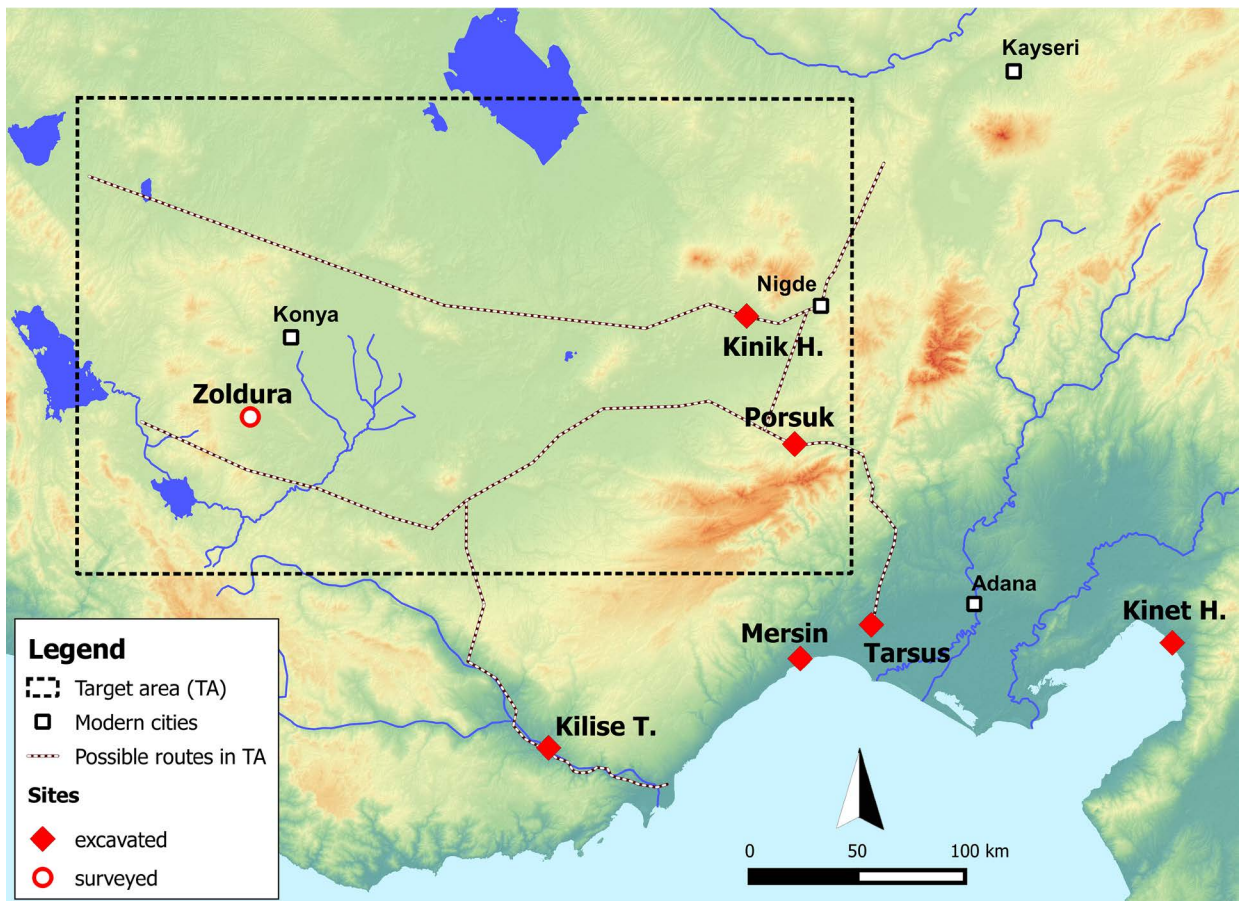 Kayseri
Nigde
Konya
Kinik H.
Zoldura
Porsuk
Adana
Kinet H.
Mersin
Tarsus
Kilise T.
Legend
Target area (TA)
Modern cities
Possible routes in TA
Sites
excavated
surveyed
0 50 100 km